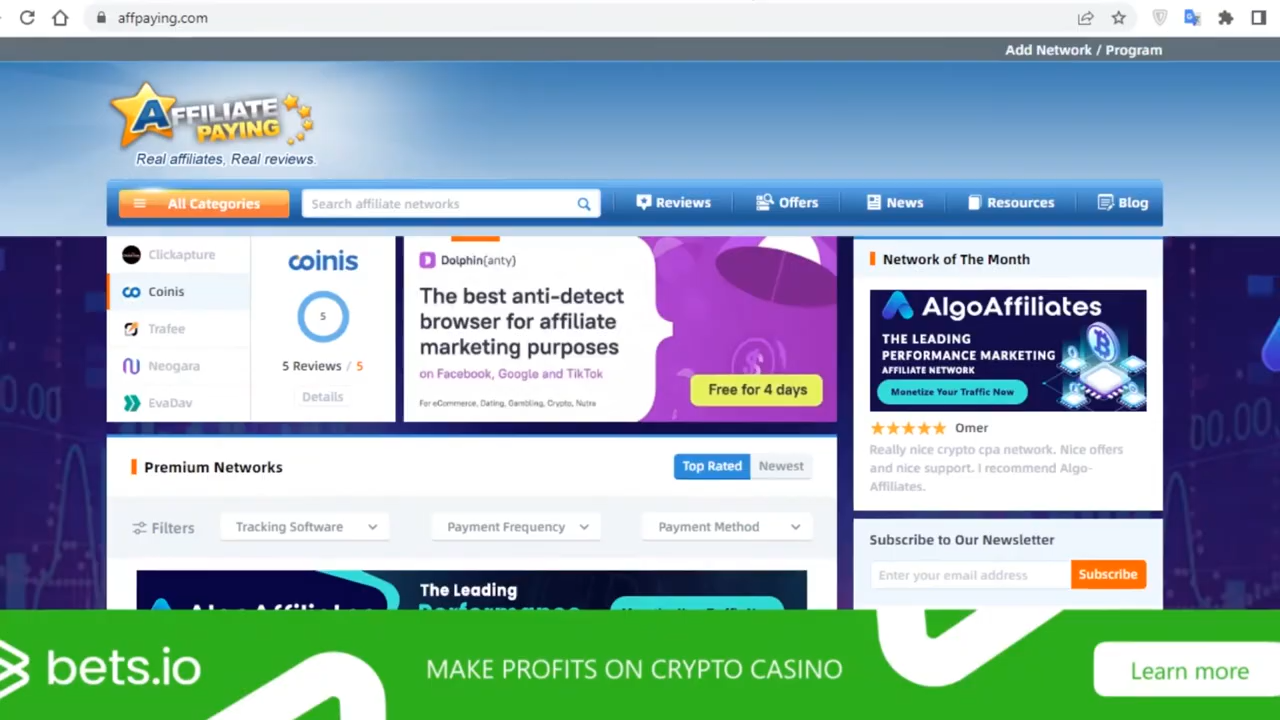 affpaying.com
Add Network / Program
AFFILIATE
PAYING
Real affiliates, Real reviews.
All Categories
Search affiliate networks
Reviews
Offers
News
Resources
Blog
Clickapture
Coinis
Trafee
Neogara
EvaDav
coinis
5
5 Reviews / 5
Details
Dolphin{anty}
The best anti-detect
browser for affiliate
marketing purposes
on Facebook, Google and TikTok
For eCommerce, Dating, Gambling, Crypto, Nutra
Free for 4 days
Network of The Month
AlgoAffiliates
THE LEADING
PERFORMANCE MARKETING
AFFILIATE NETWORK
Monetize Your Traffic Now
Omer
Really nice crypto cpa network. Nice offers
and nice support. I recommend Algo-
Affiliates.
Premium Networks
Top Rated
Newest
Filters
Tracking Software
Payment Frequency
Payment Method
Subscribe to Our Newsletter
Enter your email address
Subscribe
AlgoAffiliates
The Leading
Performance
bets.io
MAKE PROFITS ON CRYPTO CASINO
Learn more